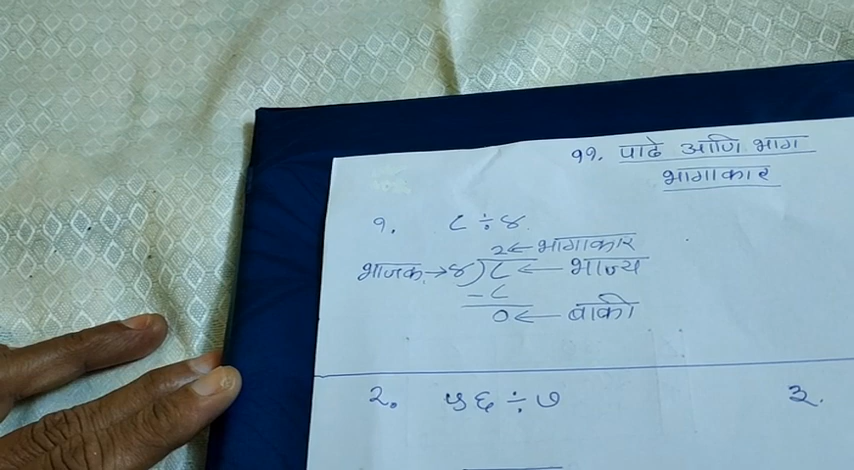 ११. पाढे आणि भाग
भागाकार
१. ८ ÷ ४
२ ← भागाकार
भाजक → ४) ८ ← भाज्य
- ८
० ← बाकी
२. ५६ ÷ ७
३.